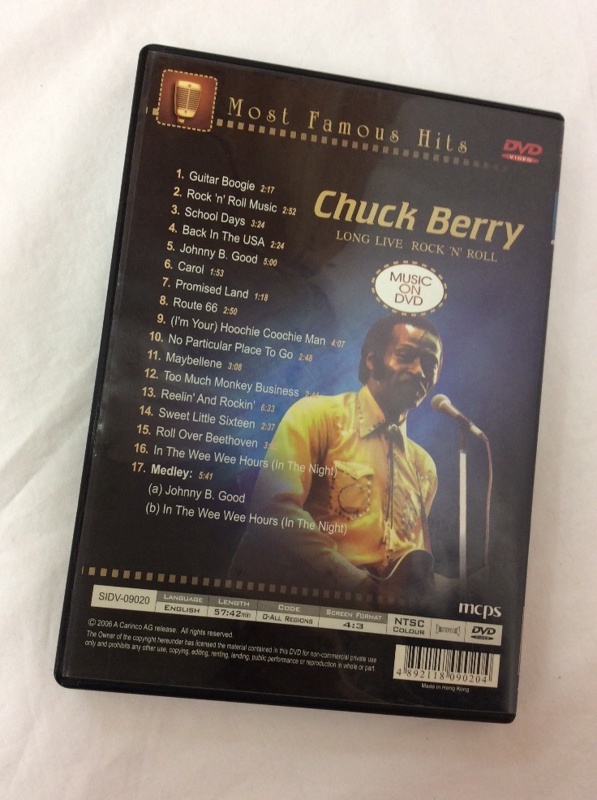 Most Famous Hits
DVD
VIDEO
1. Guitar Boogie 2:17
2. Rock 'n' Roll Music 2:52
3. School Days 3:24
4. Back In The USA 2:24
5. Johnny B. Good 5:00
6. Carol 1:53
7. Promised Land 1:18
8. Route 66 2:50
9. (I'm Your) Hoochie Coochie Man 4:07
10. No Particular Place To Go 2:48
11. Maybellene 3:08
12. Too Much Monkey Business
13. Reelin' And Rockin' 6:33
14. Sweet Little Sixteen 2:37
15. Roll Over Beethoven
16. In The Wee Wee Hours (In The Night)
17. Medley: 5:41
(a) Johnny B. Good
(b) In The Wee Wee Hours (In The Night)
Chuck Berry
LONG LIVE ROCK 'N' ROLL
MUSIC
ON
DVD
mcps
SIDV-09020
LANGUAGE
ENGLISH
LENGTH
57:42min
CODE
0-ALL REGIONS
SCREEN FORMAT
4:3
NTSC
COLOUR
DVD
© 2006 A Carinco AG release. All rights reserved.
The Owner of the copyright hereunder has licensed the material contained in this DVD for non-commercial private use
only and prohibits any other use, copying, editing, renting, lending, public performance or reproduction in whole or part.
4 892118 090204
Made in Hong Kong